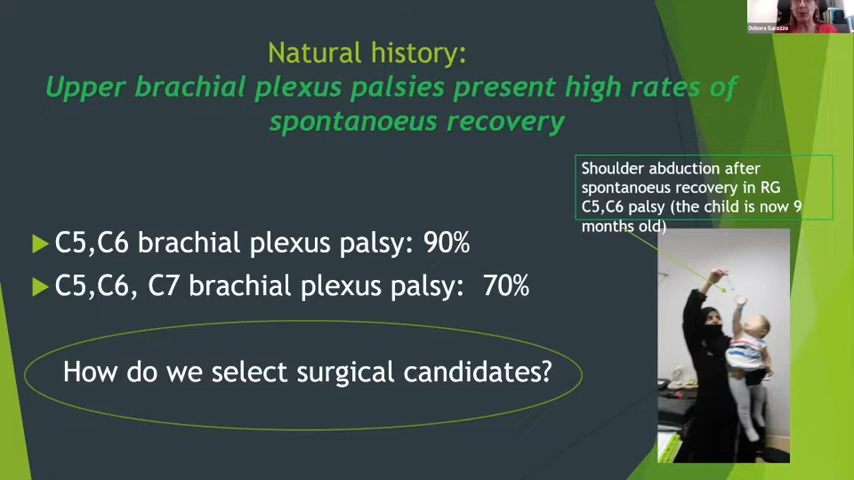 Debora Garozzo
Natural history:
Upper brachial plexus palsies present high rates of
spontanoeus recovery
Shoulder abduction after
spontanoeus recovery in RG
C5,C6 palsy (the child is now 9
months old)
C5,C6 brachial plexus palsy: 90%
C5,C6, C7 brachial plexus palsy: 70%
How do we select surgical candidates?